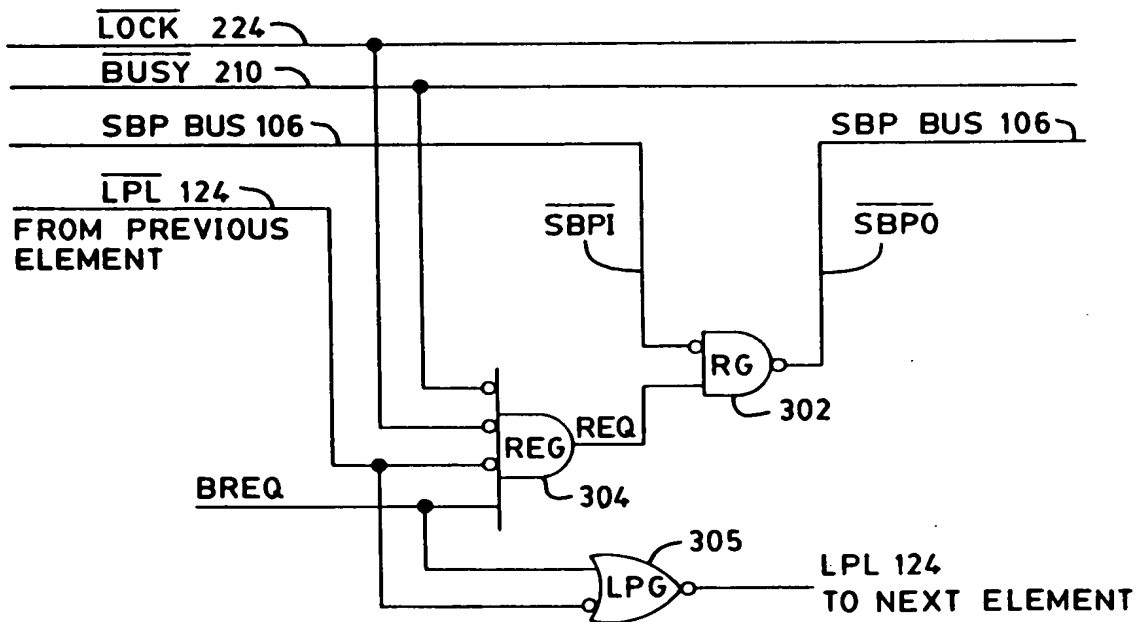 LOCK 224
BUSY 210
SBP BUS 106
SBP BUS 106
LPL 124
FROM PREVIOUS
ELEMENT
SBPI
SBPO
RG
302
REG
REQ
304
BREQ
305
LPG
LPL 124
TO NEXT ELEMENT